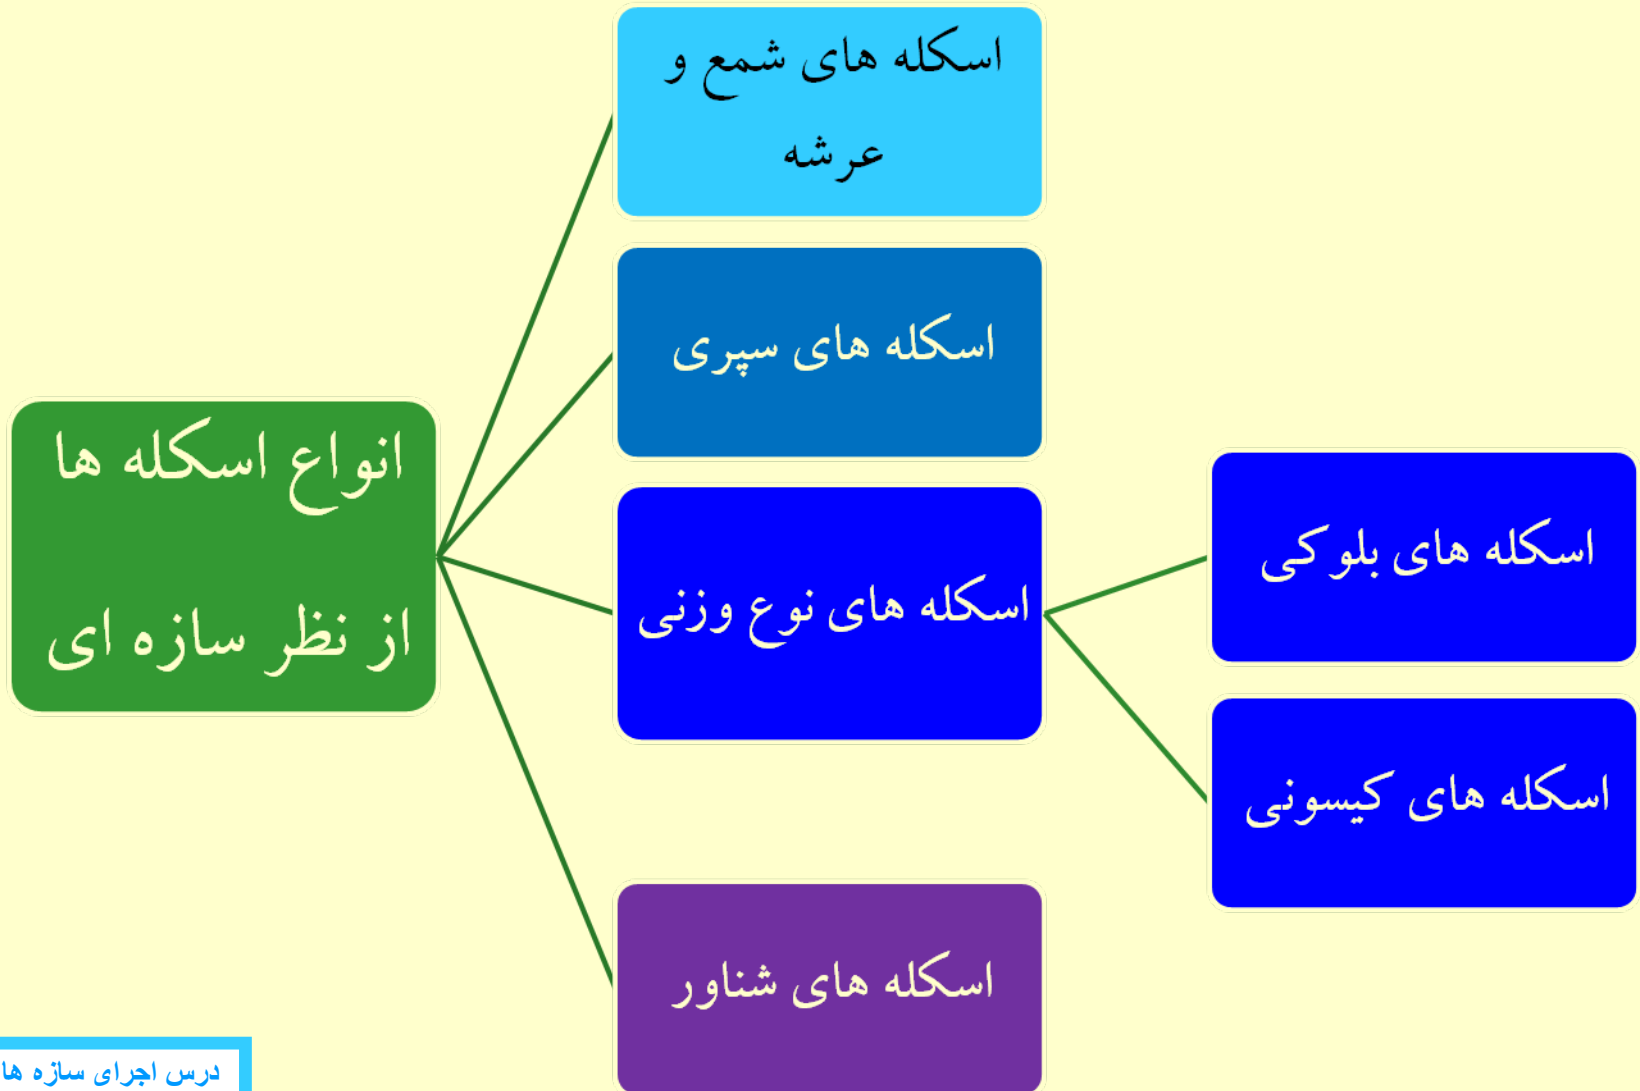 انواع اسکله ها
از نظر سازه ای
اسکله های شمع و
عرشه
اسکله های سپری
اسکله های نوع وزنی
اسکله های شناور
اسکله های بلوکی
اسکله های کیسونی
درس اجرای سازه ها